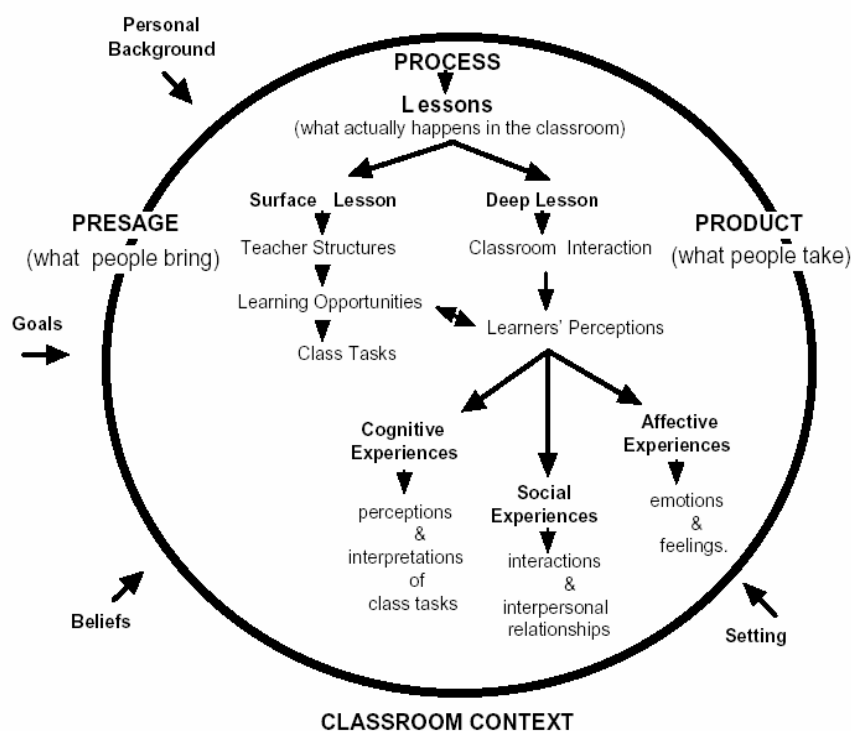 Personal
Background
PROCESS
Lessons
(what actually happens in the classroom)
Surface Lesson
Deep Lesson
PRESAGE
(what people bring)
PRODUCT
(what people take)
Teacher Structures
Classroom Interaction
Learning Opportunities
Learners' Perceptions
Goals
Class Tasks
Cognitive
Experiences
Affective
Experiences
Social
Experiences
perceptions
&
interpretations
of
class tasks
interactions
&
interpersonal
relationships
emotions
&
feelings.
Beliefs
Setting
CLASSROOM CONTEXT